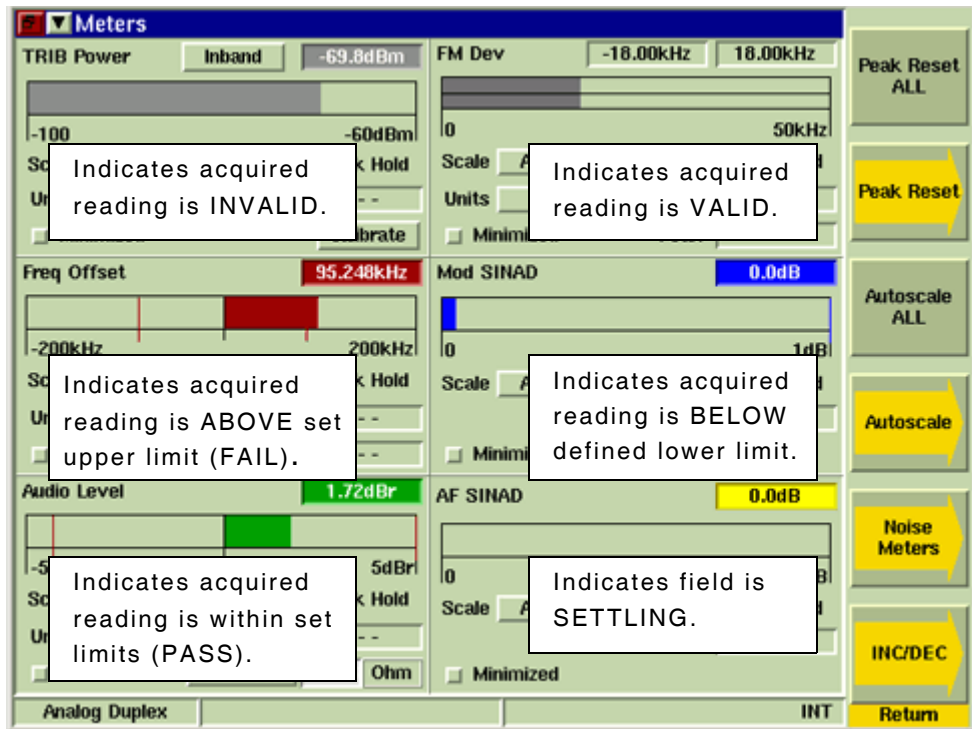 Meters
TRIB Power Inband -69.8dBm
-100 -60dBm
Indicates acquired
reading is INVALID.
Hold
- -
FM Dev -18.00kHz 18.00kHz
0 50kHz
Scale
Units
Indicates acquired
reading is VALID.
Freq Offset 95.248kHz
-200kHz 200kHz
Indicates acquired
reading is ABOVE set
upper limit (FAIL).
Hold
- -
- -
Mod SINAD 0.0dB
0 1dB
Scale
Indicates acquired
reading is BELOW
defined lower limit.
Audio Level 1.72dBr
5dBr
Indicates acquired
reading is within set
limits (PASS).
Hold
- -
Ohm
AF SINAD 0.0dB
0
Scale
Indicates field is
SETTLING.
Minimized
Analog Duplex INT
Peak Reset
ALL
Peak Reset
Autoscale
ALL
Autoscale
Noise
Meters
INC/DEC
Return